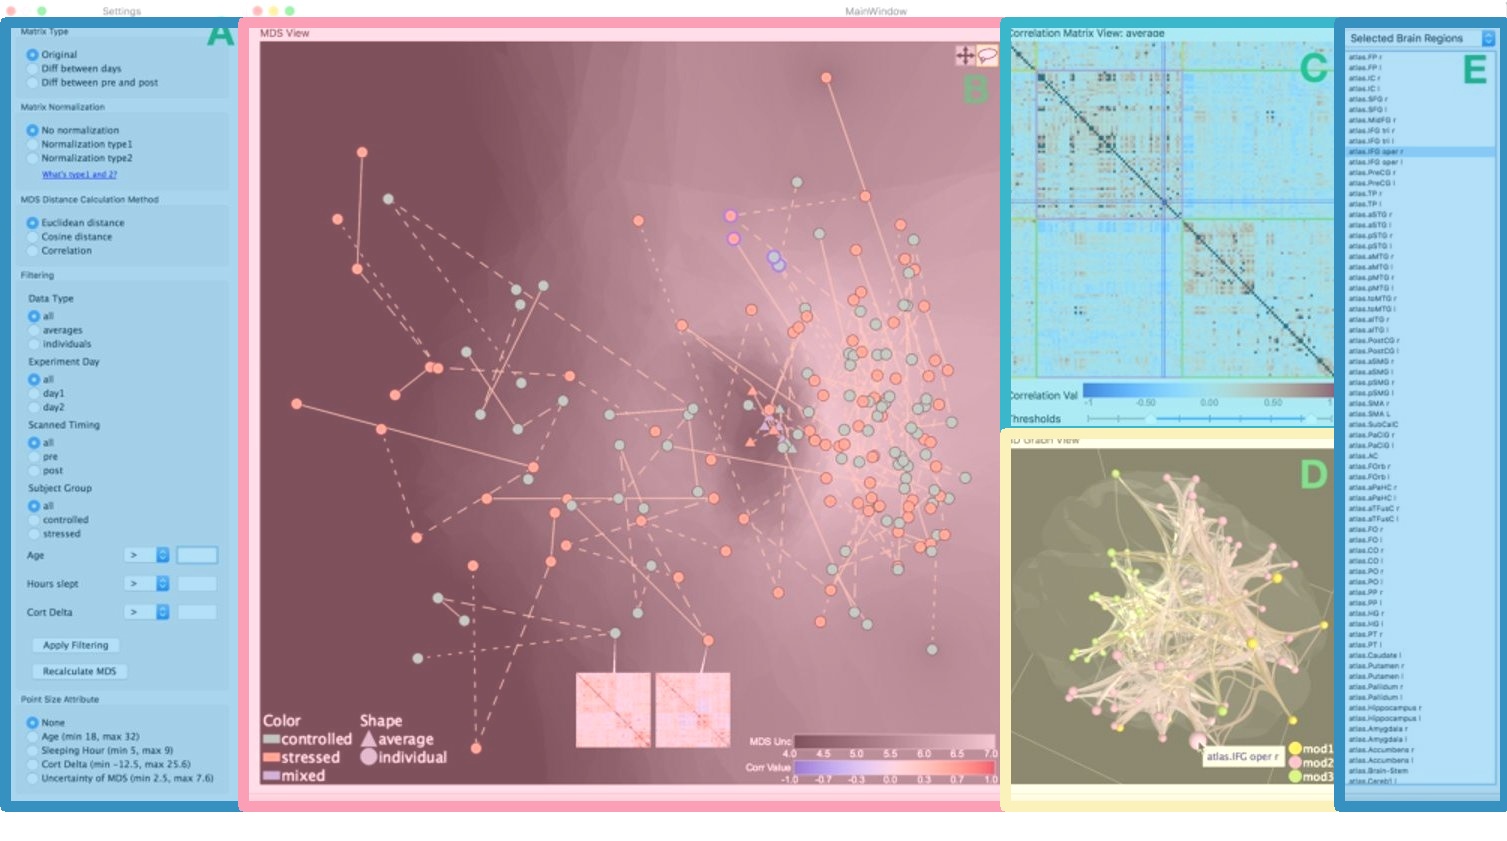 Settings
MainWindow
A
Matrix Type
Original
Diff between days
Diff between pre and post
Matrix Normalization
No normalization
Normalization type1
Normalization type2
What's type1 and 2?
MDS Distance Calculation Method
Euclidean distance
Cosine distance
Correlation
Filtering
Data Type
all
averages
individuals
Experiment Day
all
day1
day2
Scanned Timing
all
pre
post
Subject Group
all
controlled
stressed
Age >
Hours slept >
Cort Delta >
Apply Filtering
Recalculate MDS
Point Size Attribute
None
Age (min 18, max 32)
Sleeping Hour (min 5, max 9)
Cort Delta (min -12.5, max 25.6)
Uncertainty of MDS (min 2.5, max 7.6)
MDS View
B
Color Shape
controlled average
stressed individual
mixed
MDS Unc
4.0 4.5 5.0 5.5 6.0 6.5 7.0
Corr Value
-1.0 -0.7 -0.3 0.0 0.3 0.7 1.0
Correlation Matrix View: average
C
Correlation Val
-1 -0.50 0.00 0.50 1
Thresholds
D Graph View
D
atlas.IFG oper r
mod1
mod2
mod3
Selected Brain Regions
E
atlas.FP r
atlas.FP l
atlas.IC r
atlas.IC l
atlas.SFG r
atlas.SFG l
atlas.MidFG r
atlas.IFG tri r
atlas.IFG tri l
atlas.IFG oper r
atlas.IFG oper l
atlas.PreCG r
atlas.PreCG l
atlas.TP r
atlas.TP l
atlas.aSTG r
atlas.aSTG l
atlas.pSTG r
atlas.pSTG l
atlas.aMTG r
atlas.aMTG l
atlas.pMTG r
atlas.pMTG l
atlas.toMTG r
atlas.toMTG l
atlas.aITG r
atlas.aITG l
atlas.PostCG r
atlas.PostCG l
atlas.aSMG r
atlas.aSMG l
atlas.pSMG r
atlas.pSMG l
atlas.SMA r
atlas.SMA L
atlas.SubCalC
atlas.PaCiG r
atlas.PaCiG l
atlas.AC
atlas.FOrb r
atlas.FOrb l
atlas.aPaHC r
atlas.aPaHC l
atlas.aTFusC r
atlas.aTFusC l
atlas.FO r
atlas.FO l
atlas.CO r
atlas.CO l
atlas.PO r
atlas.PO l
atlas.PP r
atlas.PP l
atlas.HG r
atlas.HG l
atlas.PT r
atlas.PT l
atlas.Caudate l
atlas.Putamen r
atlas.Putamen l
atlas.Pallidum r
atlas.Pallidum l
atlas.Hippocampus r
atlas.Hippocampus l
atlas.Amygdala r
atlas.Amygdala l
atlas.Accumbens r
atlas.Accumbens l
atlas.Brain-Stem
atlas.Cereb1 l